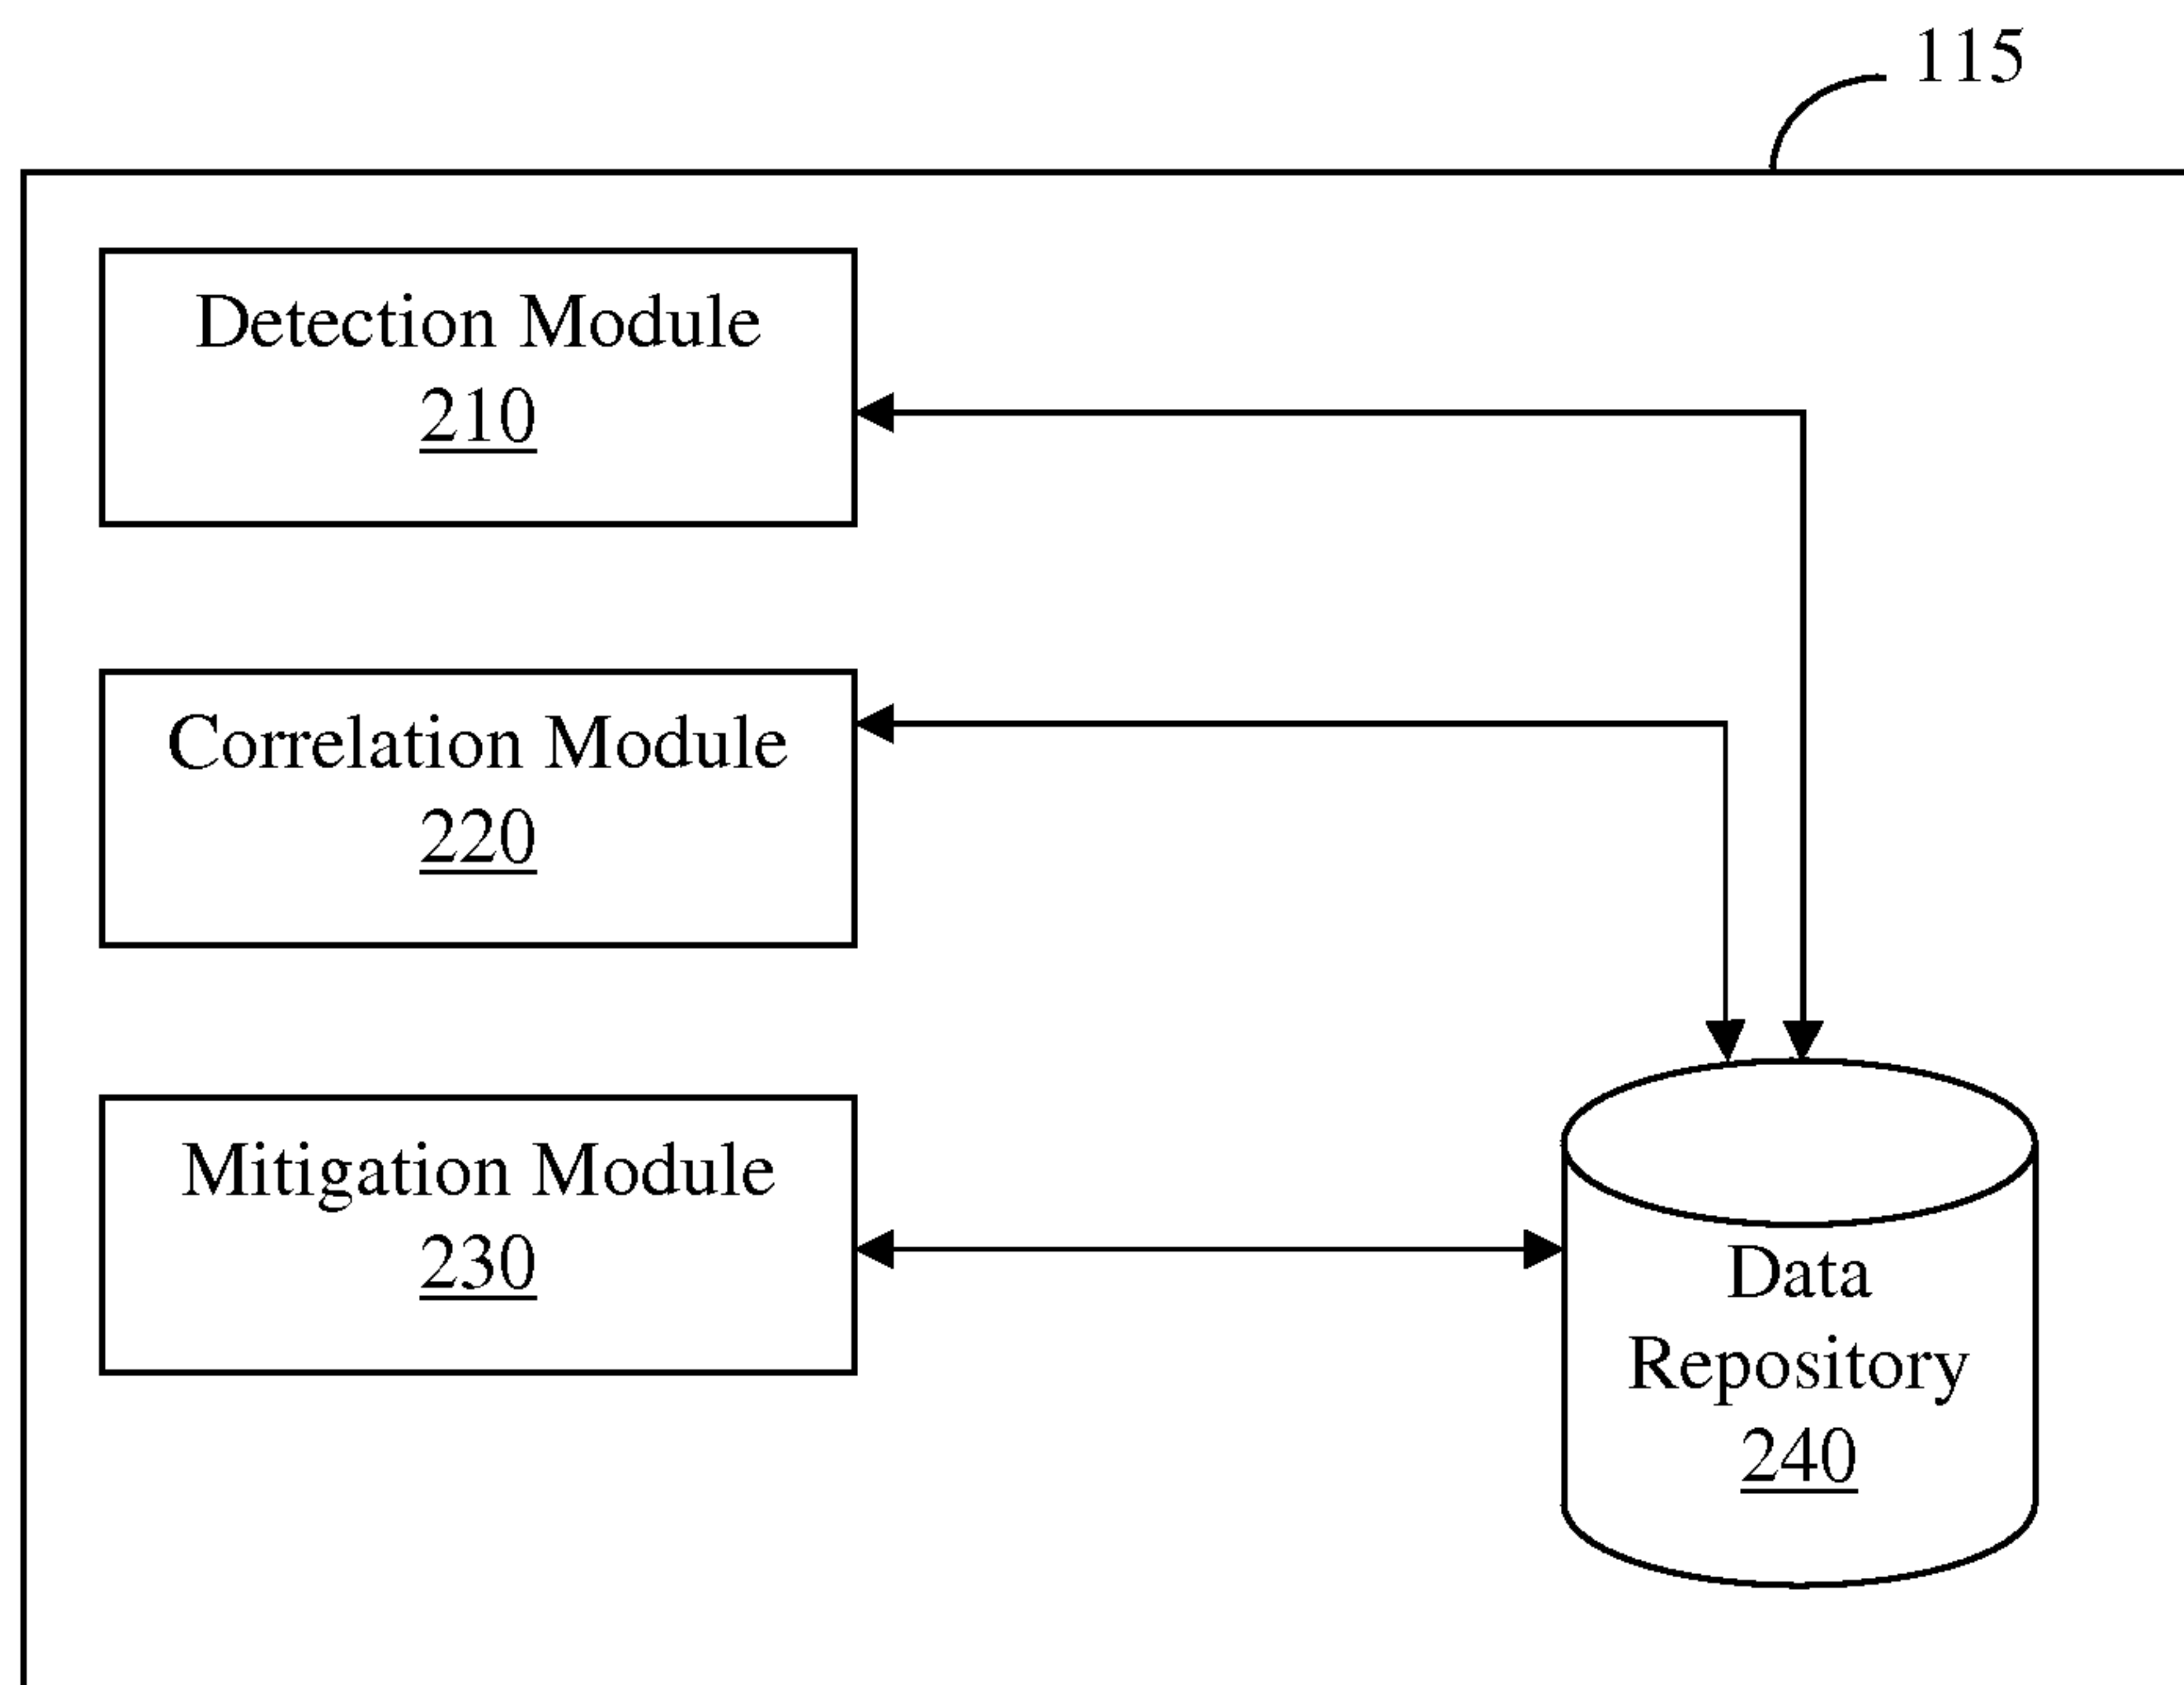 115
Detection Module
210
Correlation Module
220
Mitigation Module
230
Data
Repository
240